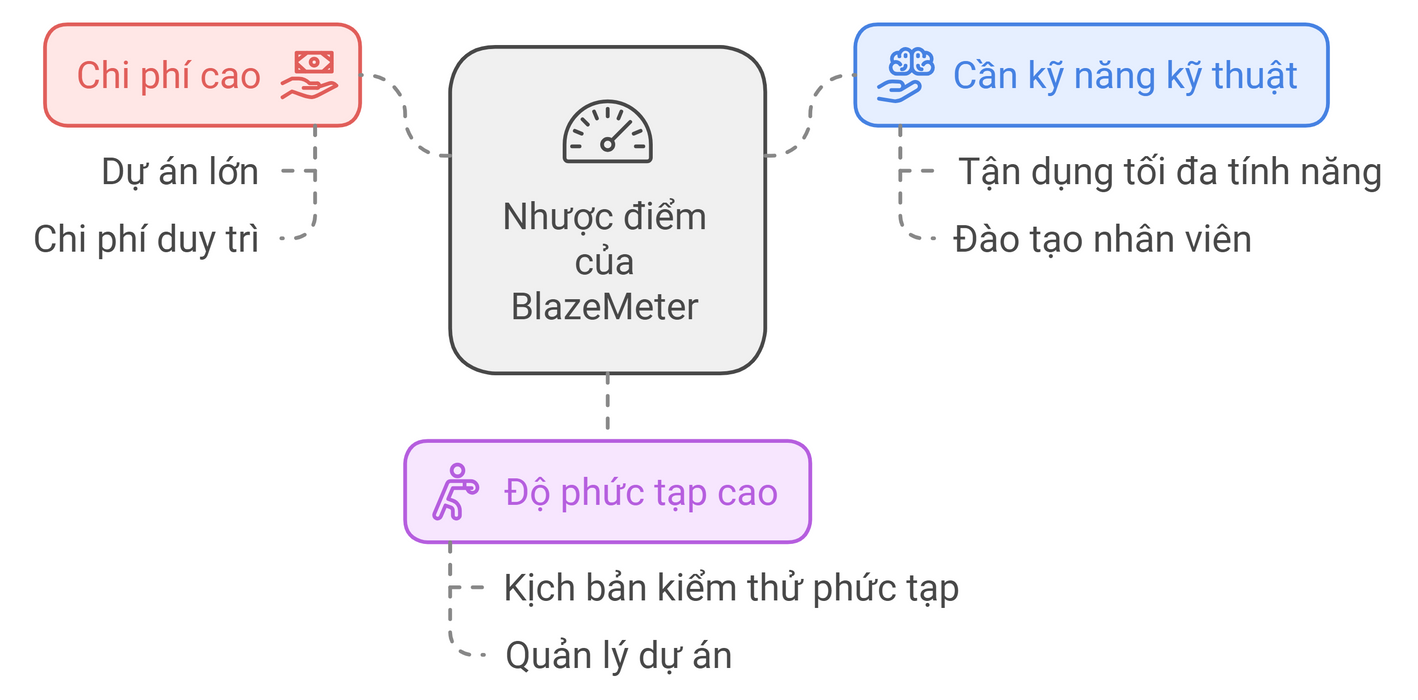 Chi phí cao
Dự án lớn
Chi phí duy trì
Nhược điểm
của
BlazeMeter
Cần kỹ năng kỹ thuật
Tận dụng tối đa tính năng
Đào tạo nhân viên
Độ phức tạp cao
Kịch bản kiểm thử phức tạp
Quản lý dự án